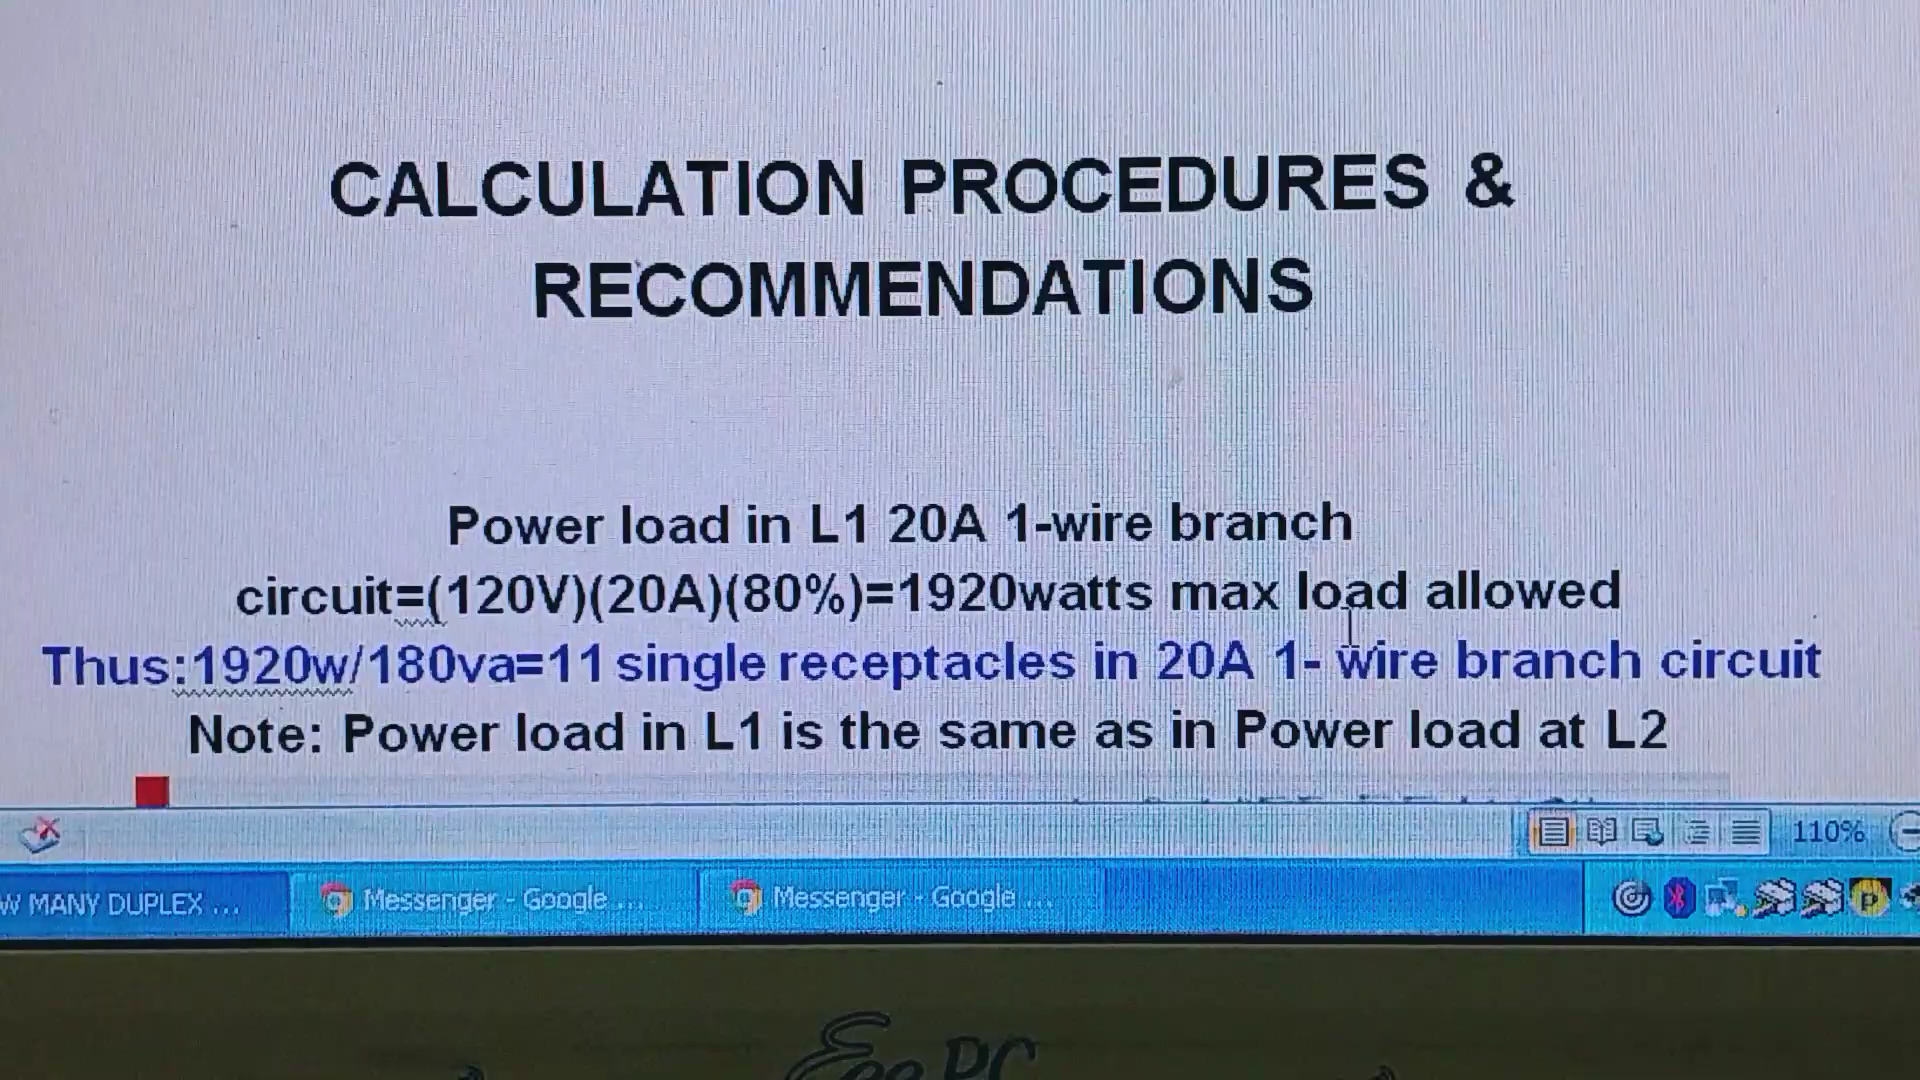 CALCULATION PROCEDURES &
RECOMMENDATIONS
Power load in L1 20A 1-wire branch
circuit=(120V)(20A)(80%)=1920watts max load allowed
Thus:1920w/180va=11 single receptacles in 20A 1- wire branch circuit
Note: Power load in L1 is the same as in Power load at L2
110%
W MANY DUPLEX ...
Messenger - Google ...
Messenger - Google ...
Eee PC